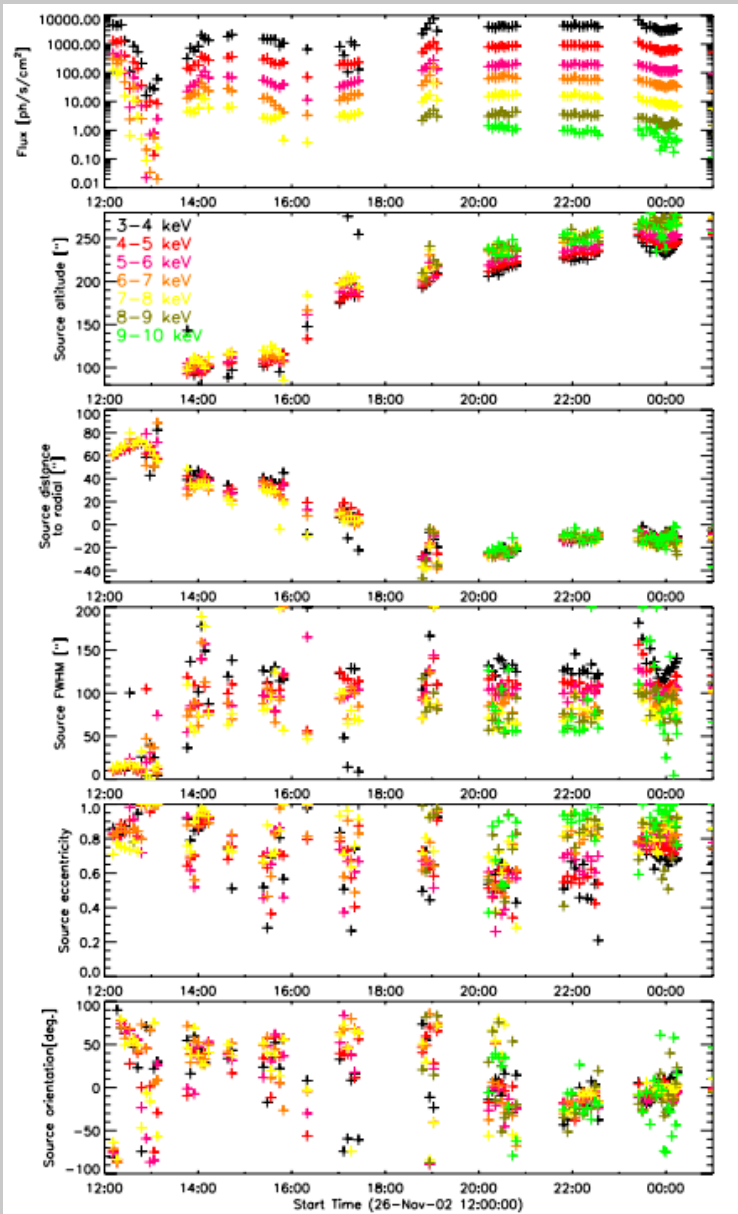 10000.00
1000.00
100.00
10.00
1.00
0.10
0.01
Flux [ph/s/cm²]
12:00 14:00 16:00 18:00 20:00 22:00 00:00
250
200
150
100
Source altitude ["]
3-4 keV
4-5 keV
5-6 keV
6-7 keV
7-8 keV
8-9 keV
9-10 keV
12:00 14:00 16:00 18:00 20:00 22:00 00:00
100
80
60
40
20
0
-20
-40
Source distance
to radial ["]
12:00 14:00 16:00 18:00 20:00 22:00 00:00
200
150
100
50
0
Source FWHM ["]
12:00 14:00 16:00 18:00 20:00 22:00 00:00
1.0
0.8
0.6
0.4
0.2
0.0
Source eccentricity
12:00 14:00 16:00 18:00 20:00 22:00 00:00
100
50
0
-50
-100
Source orientation[deg.]
12:00 14:00 16:00 18:00 20:00 22:00 00:00
Start Time (26-Nov-02 12:00:00)